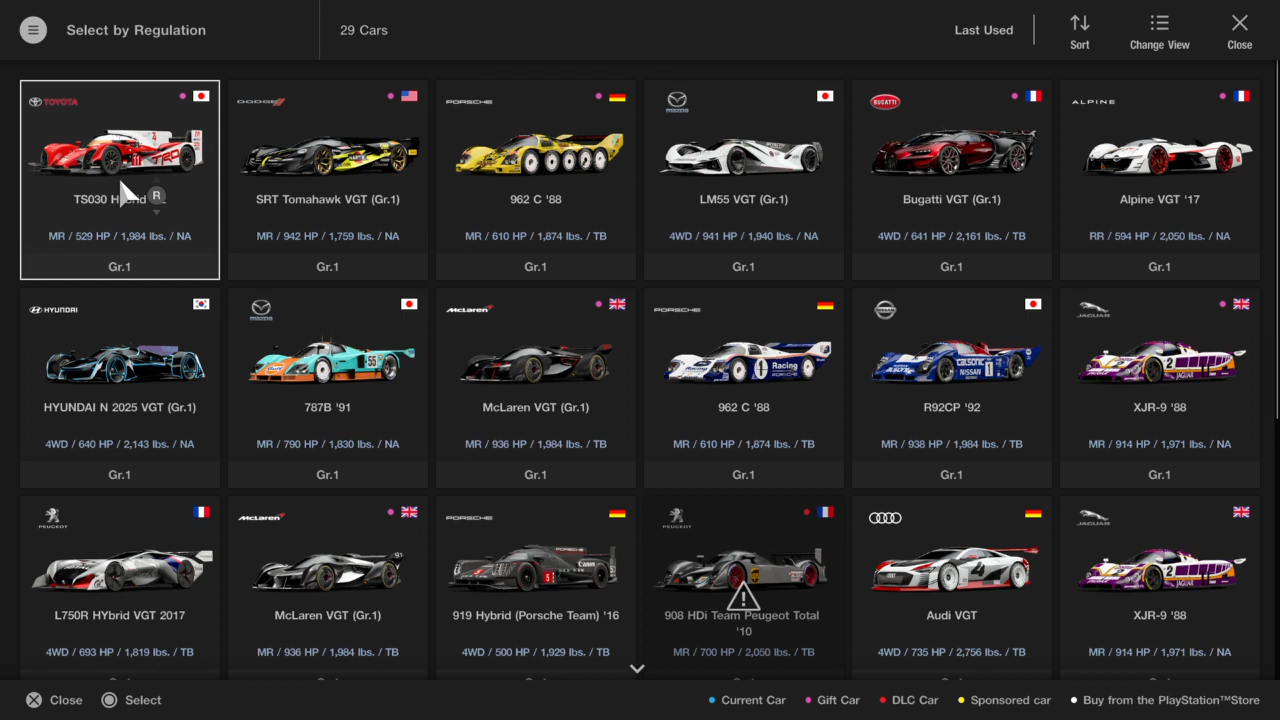 Select by Regulation
29 Cars
Last Used
Sort
Change View
Close
TOYOTA
DODGE
PORSCHE
mazda
BUGATTI
ALPINE
R
SRT Tomahawk VGT (Gr.1)
962 C '88
LM55 VGT (Gr.1)
Bugatti VGT (Gr.1)
Alpine VGT '17
TS030 H
MR / 529 HP / 1,984 lbs. / NA
MR / 942 HP / 1,759 lbs. / NA
MR / 610 HP / 1,874 lbs. / TB
4WD / 941 HP / 1,940 lbs. / NA
4WD / 641 HP / 2,161 lbs. / TB
RR / 594 HP / 2,050 lbs. / NA
Gr.1
Gr.1
Gr.1
Gr.1
Gr.1
Gr.1
HYUNDAI
mazda
McLaren
PORSCHE
NISSAN
JAGUAR
55
1
Racing
calsonic
NISSAN
1
2
JAGUAR
HYUNDAI N 2025 VGT (Gr.1)
787B '91
McLaren VGT (Gr.1)
962 C '88
R92CP '92
XJR-9 '88
4WD / 640 HP / 2,143 lbs. / NA
MR / 790 HP / 1,830 lbs. / NA
MR / 936 HP / 1,984 lbs. / TB
MR / 610 HP / 1,874 lbs. / TB
MR / 938 HP / 1,984 lbs. / TB
MR / 914 HP / 1,971 lbs. / NA
Gr.1
Gr.1
Gr.1
Gr.1
Gr.1
Gr.1
PEUGEOT
McLaren
PORSCHE
PEUGEOT
JAGUAR
L750R HYbrid VGT 2017
McLaren VGT (Gr.1)
919 Hybrid (Porsche Team) '16
908 HDi Team Peugeot Total
'10
Audi VGT
XJR-9 '88
4WD / 693 HP / 1,819 lbs. / TB
MR / 936 HP / 1,984 lbs. / TB
4WD / 500 HP / 1,929 lbs. / TB
MR / 700 HP / 2,050 lbs. / TB
4WD / 735 HP / 2,756 lbs. / TB
MR / 914 HP / 1,971 lbs. / NA
Close
Select
Current Car
Gift Car
DLC Car
Sponsored car
Buy from the PlayStation™Store